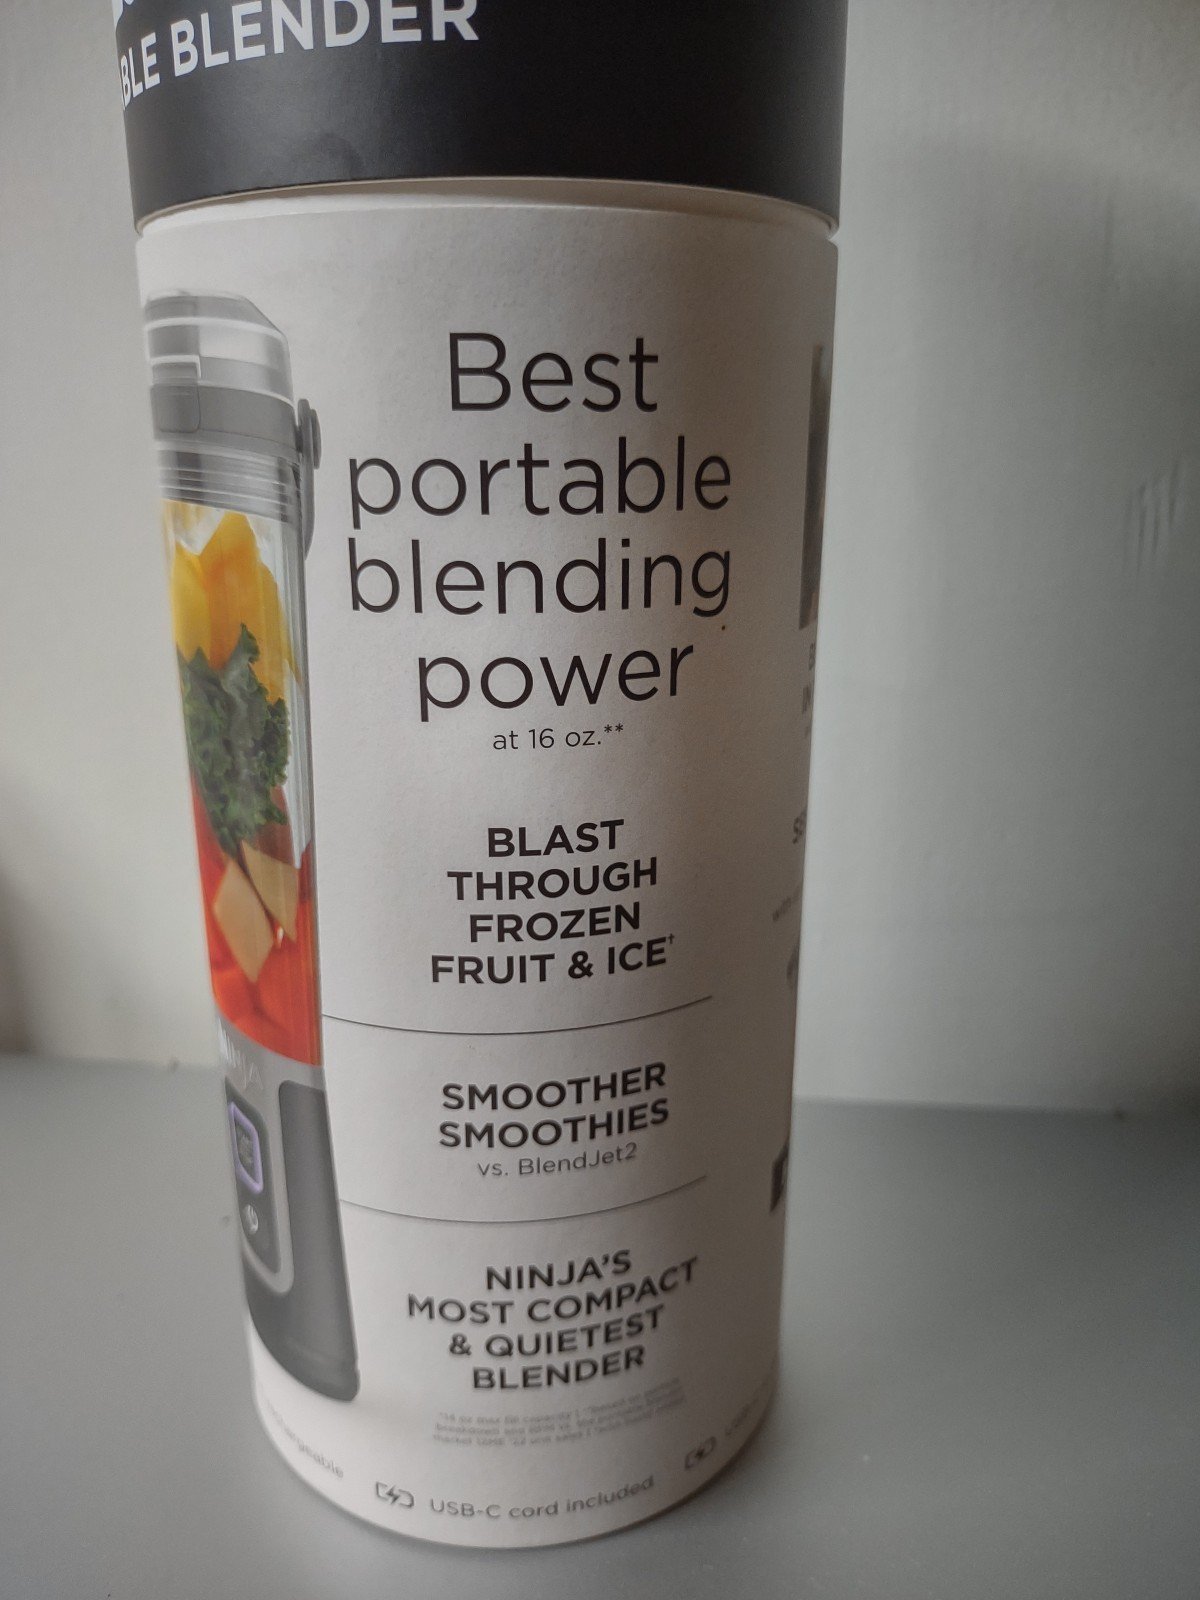 BLE BLENDER
Best
portable
blending
power
at 16 oz.**
BLAST
THROUGH
FROZEN
FRUIT & ICE†
SMOOTHER
SMOOTHIES
vs. BlendJet2
NINJA
NINJA'S
MOST COMPACT
& QUIETEST
BLENDER
USB-C cord included